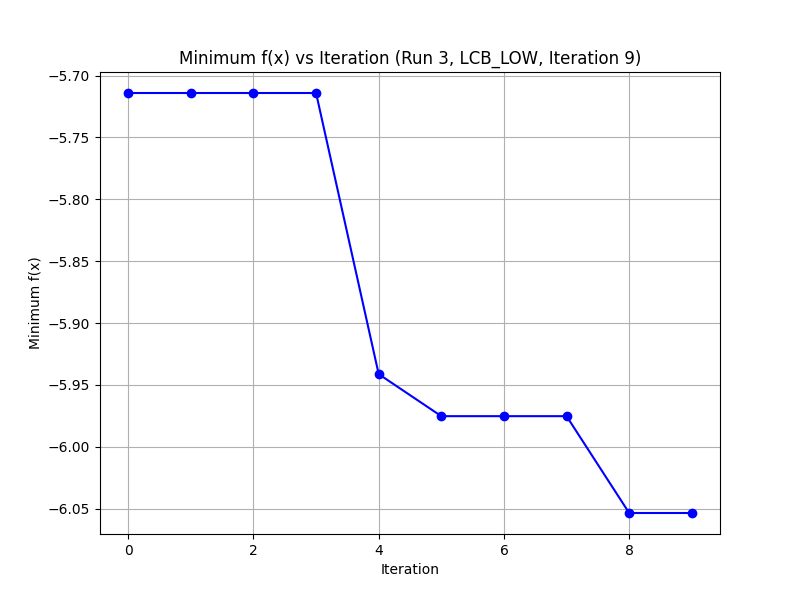 Minimum f(x) vs Iteration (Run 3, LCB_LOW, Iteration 9)
−5.70
−5.75
−5.80
−5.85
−5.90
−5.95
−6.00
−6.05
Minimum f(x)
0 2 4 6 8
Iteration